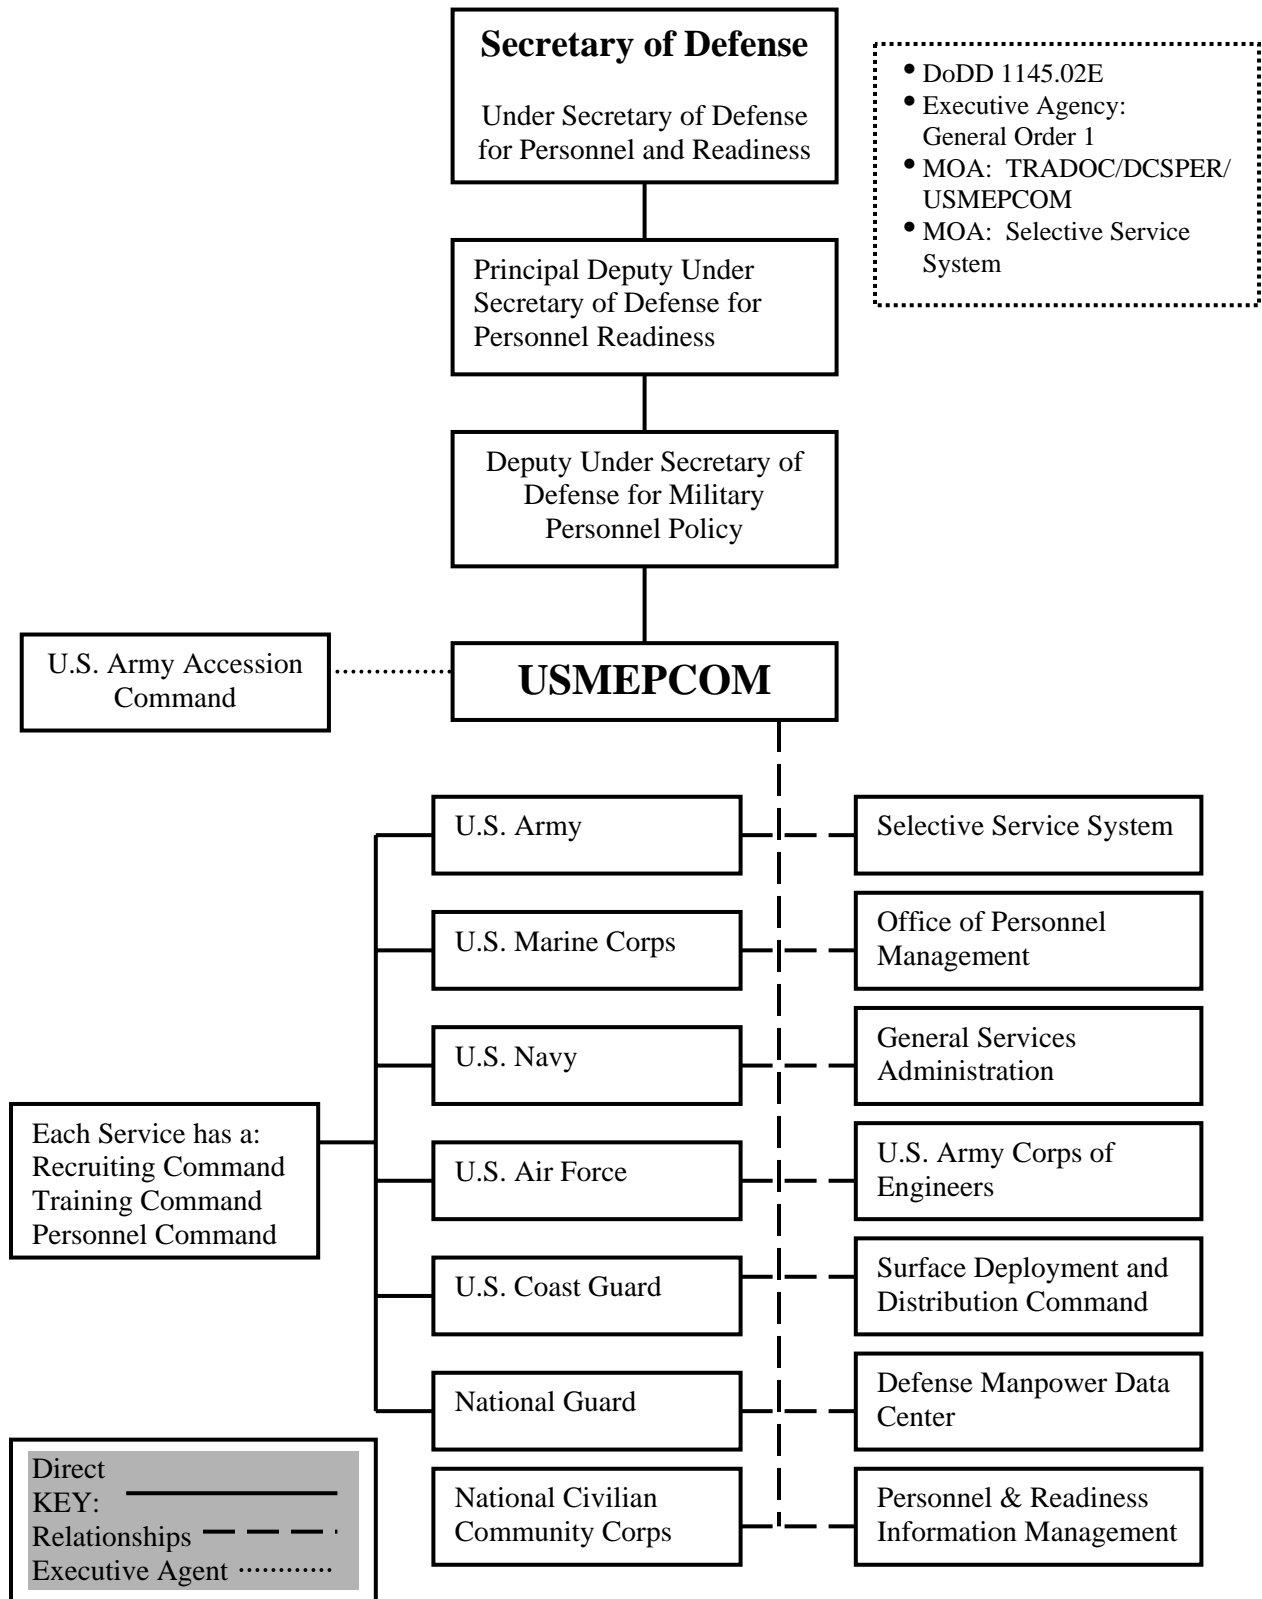 Secretary of Defense
Under Secretary of Defense
for Personnel and Readiness
• DoDD 1145.02E
• Executive Agency:
General Order 1
• MOA:  TRADOC/DCSPER/
USMEPCOM
• MOA:  Selective Service
System
Principal Deputy Under
Secretary of Defense for
Personnel Readiness
Deputy Under Secretary of
Defense for Military
Personnel Policy
U.S. Army Accession
Command
USMEPCOM
U.S. Army
Selective Service System
U.S. Marine Corps
Office of Personnel
Management
U.S. Navy
General Services
Administration
Each Service has a:
Recruiting Command
Training Command
Personnel Command
U.S. Air Force
U.S. Army Corps of
Engineers
U.S. Coast Guard
Surface Deployment and
Distribution Command
National Guard
Defense Manpower Data
Center
National Civilian
Community Corps
Personnel & Readiness
Information Management
Direct
KEY:
Relationships
Executive Agent